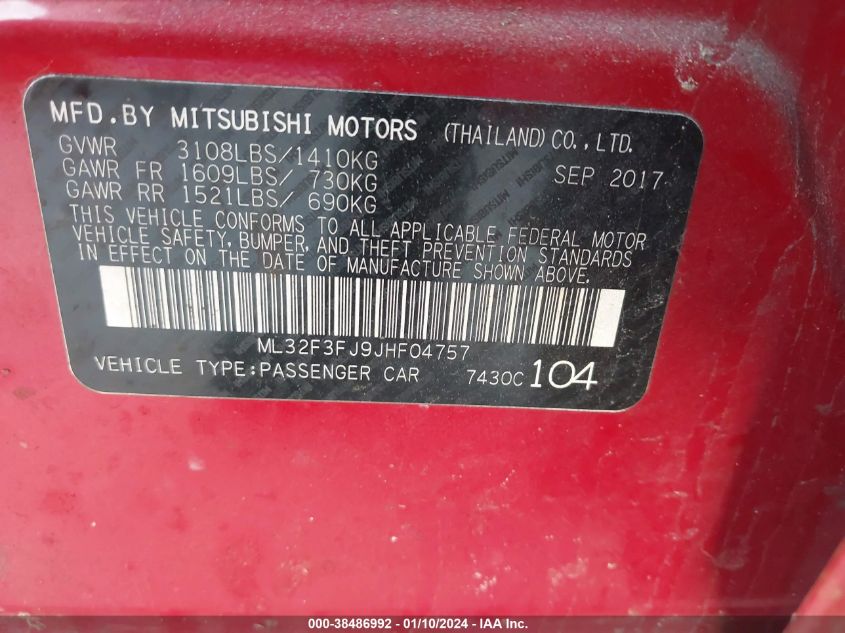 MFD.BY MITSUBISHI MOTORS (THAILAND) CO.,LTD.
GVWR 3108LBS/1410KG
GAWR FR 1609LBS/ 730KG SEP 2017
GAWR RR 1521LBS/ 690KG
THIS VEHICLE CONFORMS TO ALL APPLICABLE FEDERAL MOTOR
VEHICLE SAFETY, BUMPER, AND THEFT PREVENTION STANDARDS
IN EFFECT ON THE DATE OF MANUFACTURE SHOWN ABOVE.
ML32F3FJ9JHF04757
VEHICLE TYPE:PASSENGER CAR 7430C 104
000-38486992 - 01/10/2024 - IAA Inc.